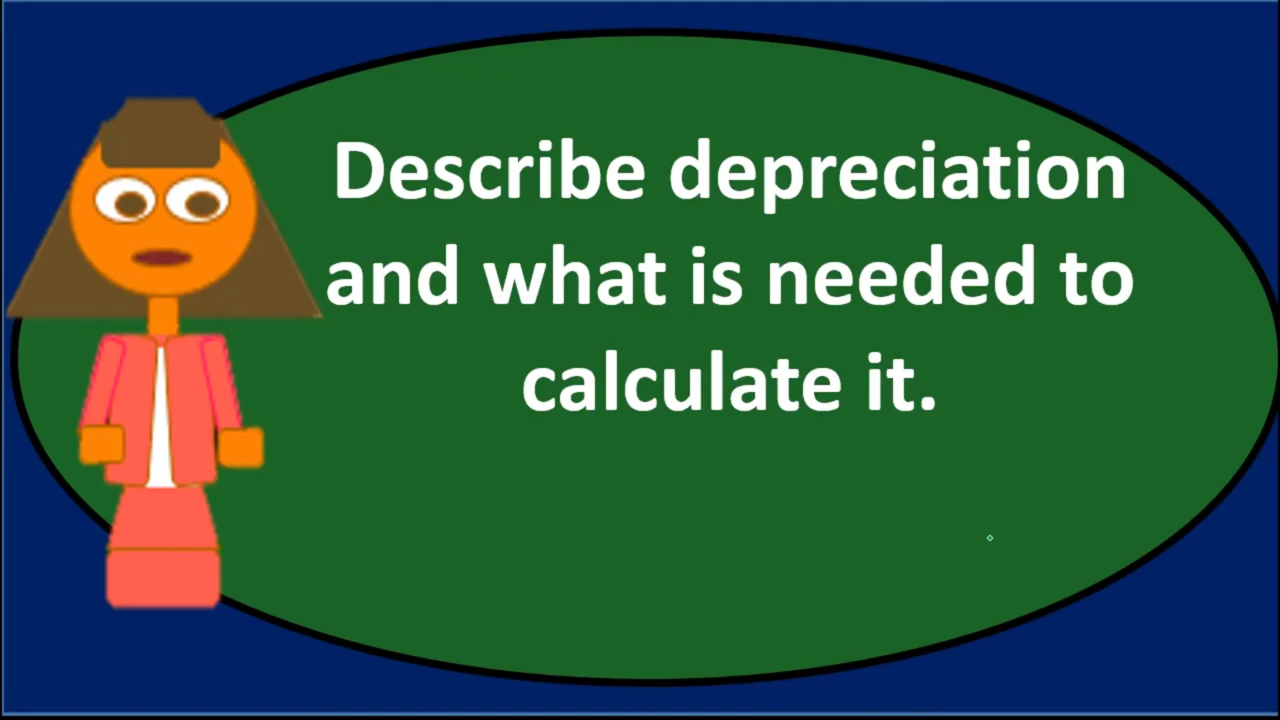 Describe depreciation
and what is needed to
calculate it.